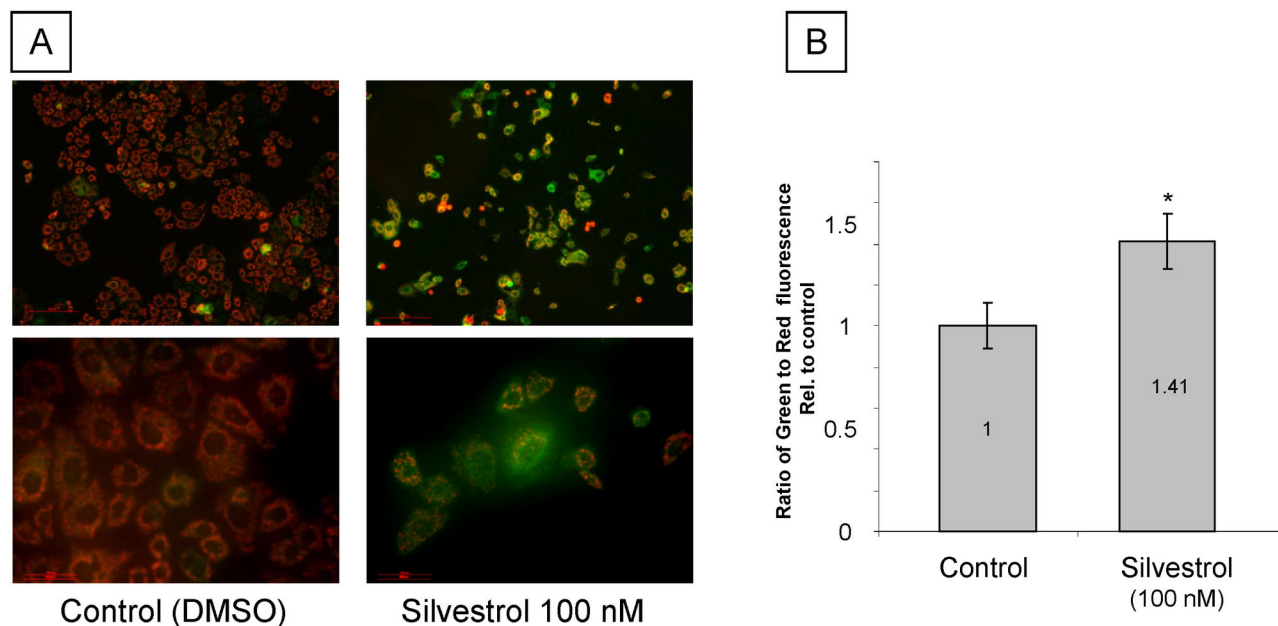 A
B
Control (DMSO)
Silvestrol 100 nM
Ratio of Green to Red fluorescence
Rel. to control
1.5
1
0.5
0
*
1
1.41
Control
Silvestrol
(100 nM)